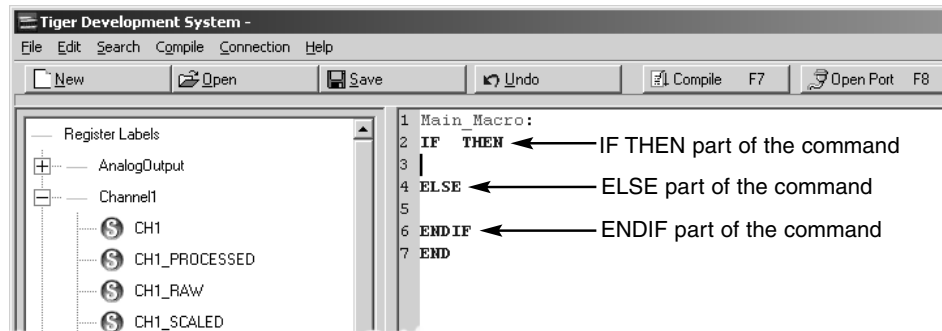 Tiger Development System -
File Edit Search Compile Connection Help
New Open Save Undo Compile F7 Open Port F8
Register Labels
AnalogOutput
Channel1
CH1
CH1_PROCESSED
CH1_RAW
CH1_SCALED
1 Main_Macro:
2 IF THEN IF THEN part of the command
3
4 ELSE ELSE part of the command
5
6 ENDIF ENDIF part of the command
7 END